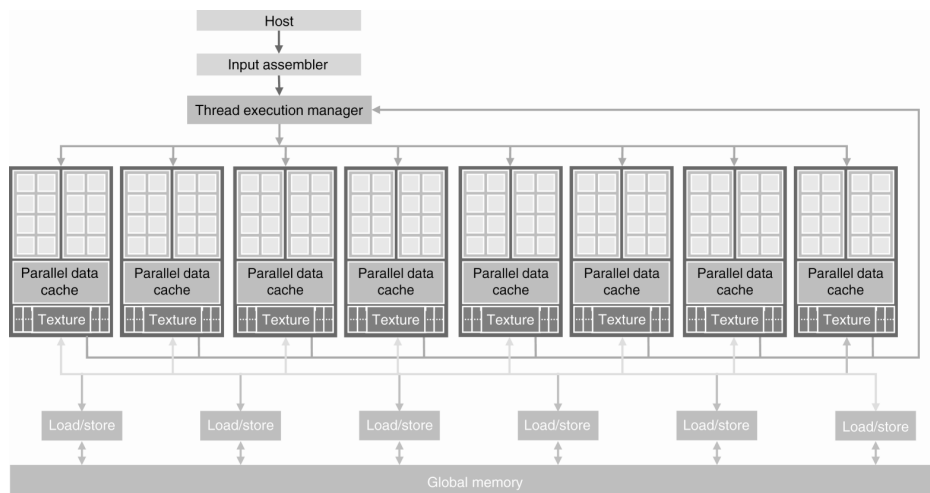 Host
Input assembler
Thread execution manager
Parallel data
cache
Parallel data
cache
Parallel data
cache
Parallel data
cache
Parallel data
cache
Parallel data
cache
Parallel data
cache
Parallel data
cache
Texture
Texture
Texture
Texture
Texture
Texture
Texture
Texture
Load/store
Load/store
Load/store
Load/store
Load/store
Load/store
Global memory